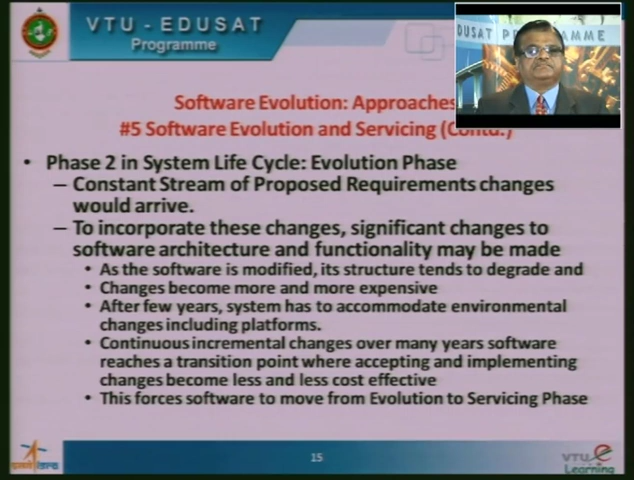 VTU - EDUSAT
Programme
EDUSAT PROGRAMME
Software Evolution: Approaches
#5 Software Evolution and Servicing (Contd.)
• Phase 2 in System Life Cycle: Evolution Phase
– Constant Stream of Proposed Requirements changes
would arrive.
– To incorporate these changes, significant changes to
software architecture and functionality may be made
• As the software is modified, its structure tends to degrade and
• Changes become more and more expensive
• After few years, system has to accommodate environmental
changes including platforms.
• Continuous incremental changes over many years software
reaches a transition point where accepting and implementing
changes become less and less cost effective
• This forces software to move from Evolution to Servicing Phase
15
VTU e
Learning